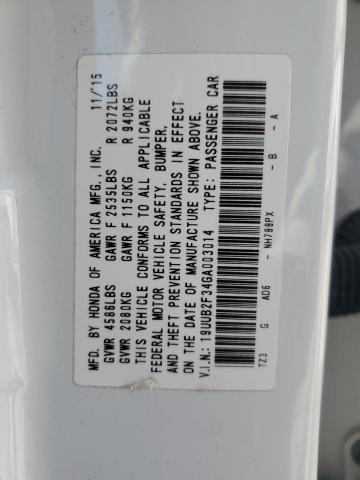 MFD. BY HONDA OF AMERICA MFG., INC. 11/'15
GVWR 4586LBS GAWR F 2535LBS R 2072LBS
GVWR 2080KG GAWR F 1150KG R 940KG
THIS VEHICLE CONFORMS TO ALL APPLICABLE
FEDERAL MOTOR VEHICLE SAFETY, BUMPER,
AND THEFT PREVENTION STANDARDS IN EFFECT
ON THE DATE OF MANUFACTURE SHOWN ABOVE.
V.I.N.: 19UUB2F34GA003014 TYPE: PASSENGER CAR
TZ3 G AD6 - NH788PX - B - A